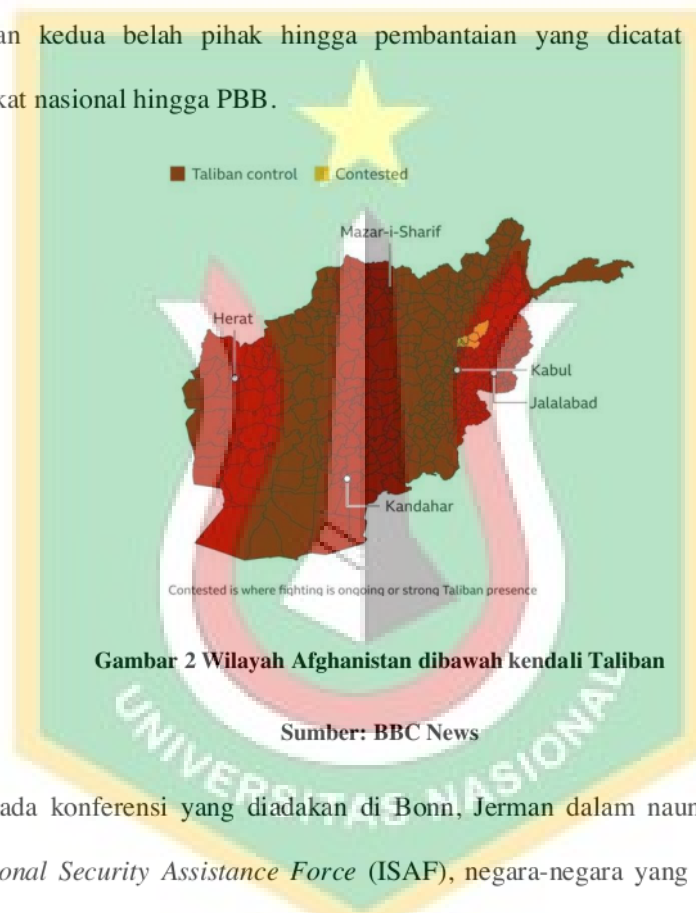 an kedua belah pihak hingga pembantaian yang dicatat
kat nasional hingga PBB.
Taliban control Contested
Mazar-i-Sharif
Herat
Kabul
Jalalabad
Kandahar
Contested is where fighting is ongoing or strong Taliban presence
Gambar 2 Wilayah Afghanistan dibawah kendali Taliban
Sumber: BBC News
UNIVERSITAS NASIONAL
ada konferensi yang diadakan di Bonn, Jerman dalam naun
onal Security Assistance Force (ISAF), negara-negara yang